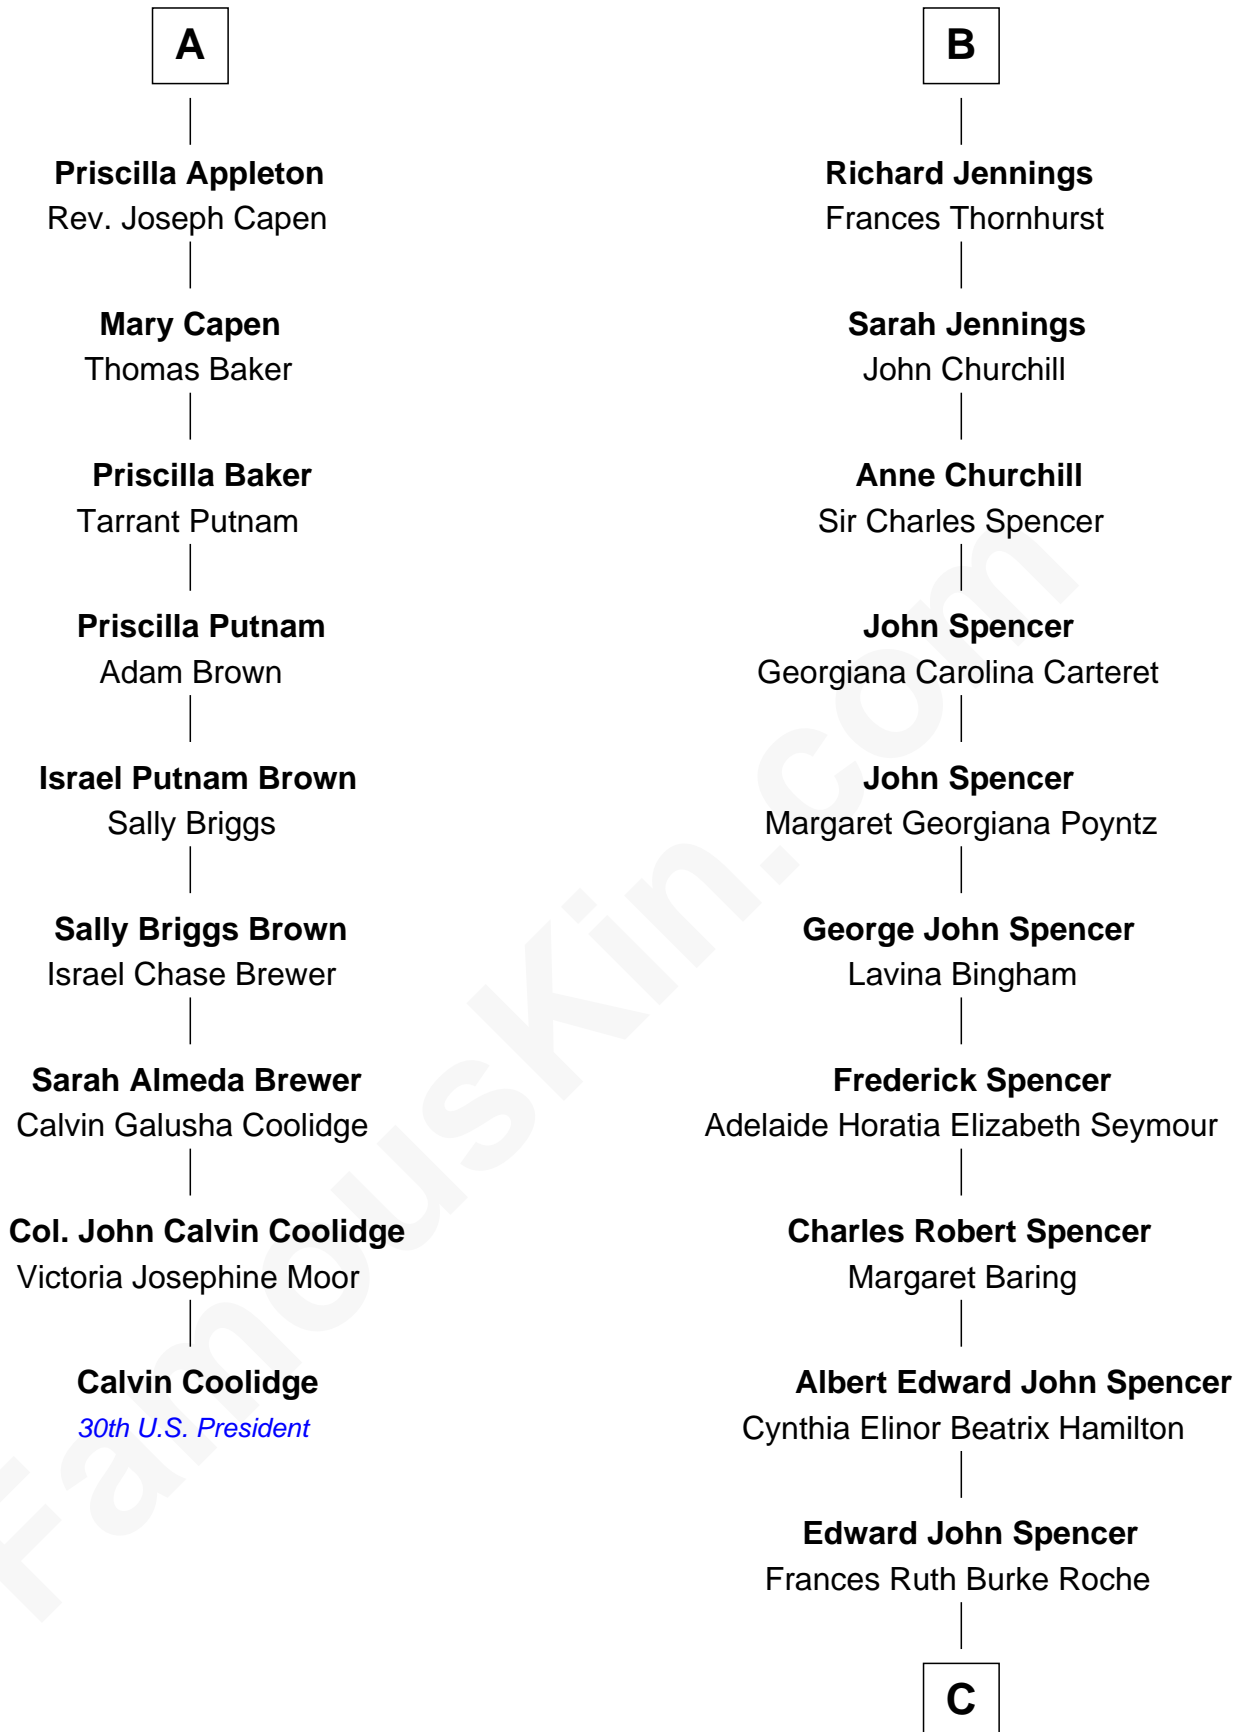 A
Priscilla Appleton
Rev. Joseph Capen
Mary Capen
Thomas Baker
Priscilla Baker
Tarrant Putnam
Priscilla Putnam
Adam Brown
Israel Putnam Brown
Sally Briggs
Sally Briggs Brown
Israel Chase Brewer
Sarah Almeda Brewer
Calvin Galusha Coolidge
Col. John Calvin Coolidge
Victoria Josephine Moor
Calvin Coolidge
30th U.S. President
B
Richard Jennings
Frances Thornhurst
Sarah Jennings
John Churchill
Anne Churchill
Sir Charles Spencer
John Spencer
Georgiana Carolina Carteret
John Spencer
Margaret Georgiana Poyntz
George John Spencer
Lavina Bingham
Frederick Spencer
Adelaide Horatia Elizabeth Seymour
Charles Robert Spencer
Margaret Baring
Albert Edward John Spencer
Cynthia Elinor Beatrix Hamilton
Edward John Spencer
Frances Ruth Burke Roche
C
FamousKin.com